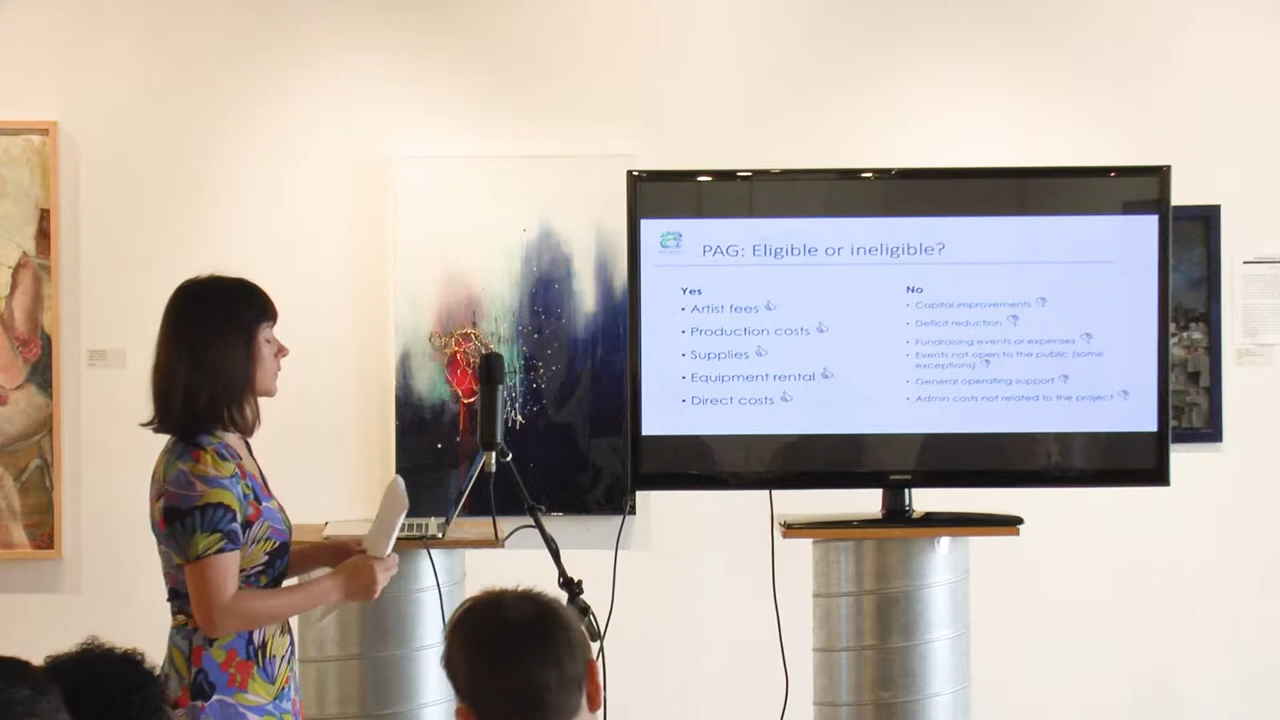 PAG: Eligible or ineligible?
Yes
• Artist fees
• Production costs
• Supplies
• Equipment rental
• Direct costs
No
• Capital improvements
• Deficit reduction
• Fundraising events or expenses
• Events not open to the public (some
exceptions)
• General operating support
• Admin costs not related to the project
SAMSUNG